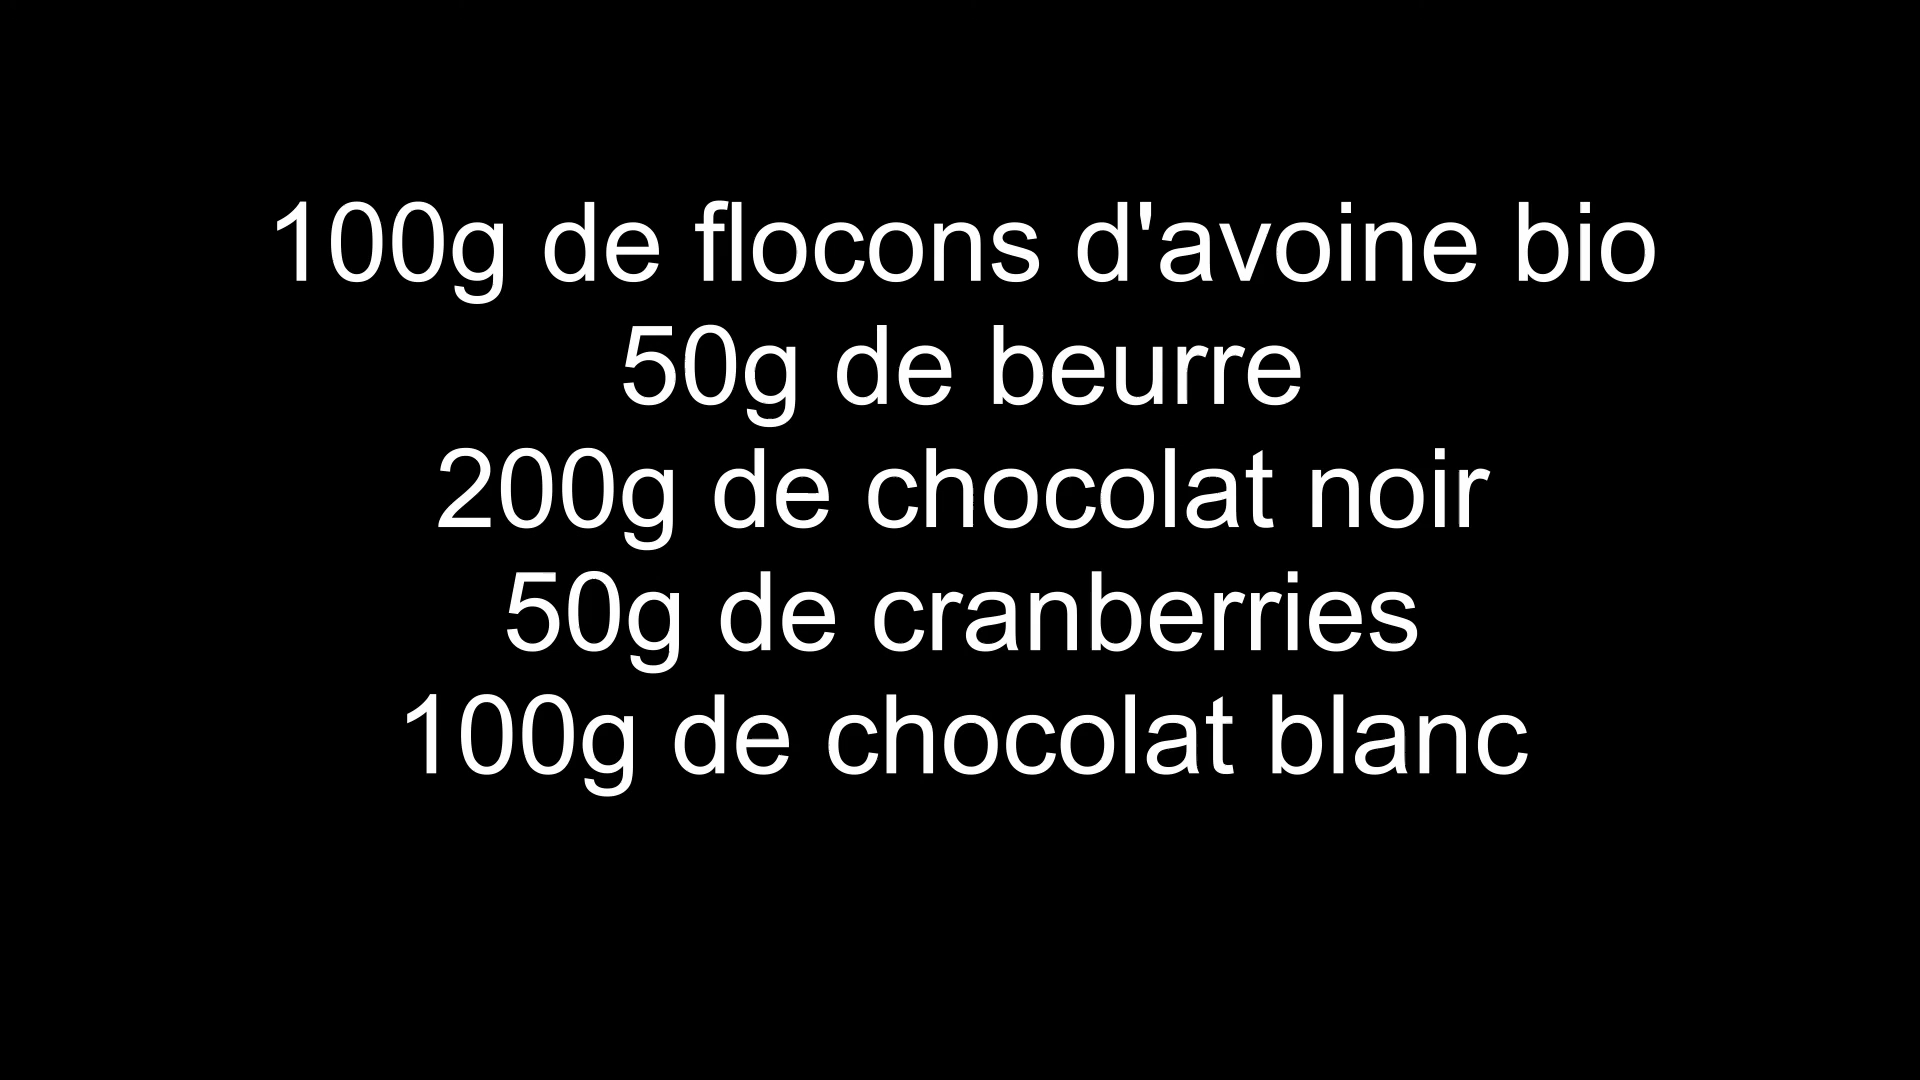 100g de flocons d'avoine bio
50g de beurre
200g de chocolat noir
50g de cranberries
100g de chocolat blanc